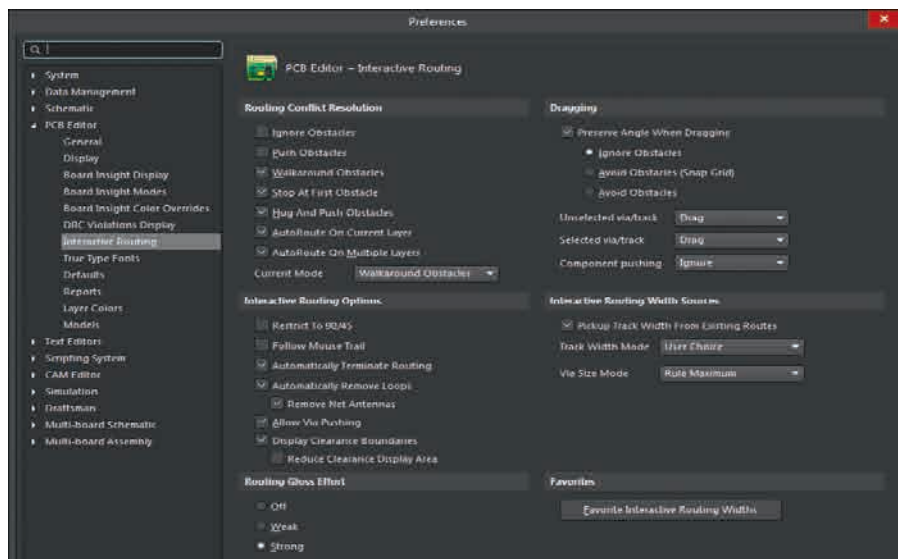 Preferences
System
Data Management
Schematic
PCB Editor
General
Display
Board Insight Display
Board Insight Modes
Board Insight Color Overrides
DRC Violations Display
Interactive Routing
True Type Fonts
Defaults
Reports
Layer Colors
Models
Text Editors
Scripting System
CAM Editor
Simulation
Draftsman
Multi-board Schematic
Multi-board Assembly
PCB Editor – Interactive Routing
Routing Conflict Resolution
Ignore Obstacles
Push Obstacles
Walkaround Obstacles
Stop At First Obstacle
Hug And Push Obstacles
AutoRoute On Current Layer
AutoRoute On Multiple Layers
Current Mode Walkaround Obstacles
Interactive Routing Options
Restrict To 90/45
Follow Mouse Trail
Automatically Terminate Routing
Automatically Remove Loops
Remove Net Antennas
Allow Via Pushing
Display Clearance Boundaries
Reduce Clearance Display Area
Routing Gloss Effort
Off
Weak
Strong
Dragging
Preserve Angle When Dragging
Ignore Obstacles
Avoid Obstacles (Snap Grid)
Avoid Obstacles
Unselected via/track Drag
Selected via/track Drag
Component pushing Ignore
Interactive Routing Width Sources
Pickup Track Width From Existing Routes
Track Width Mode User Choice
Via Size Mode Rule Maximum
Favorites
Favorite Interactive Routing Widths